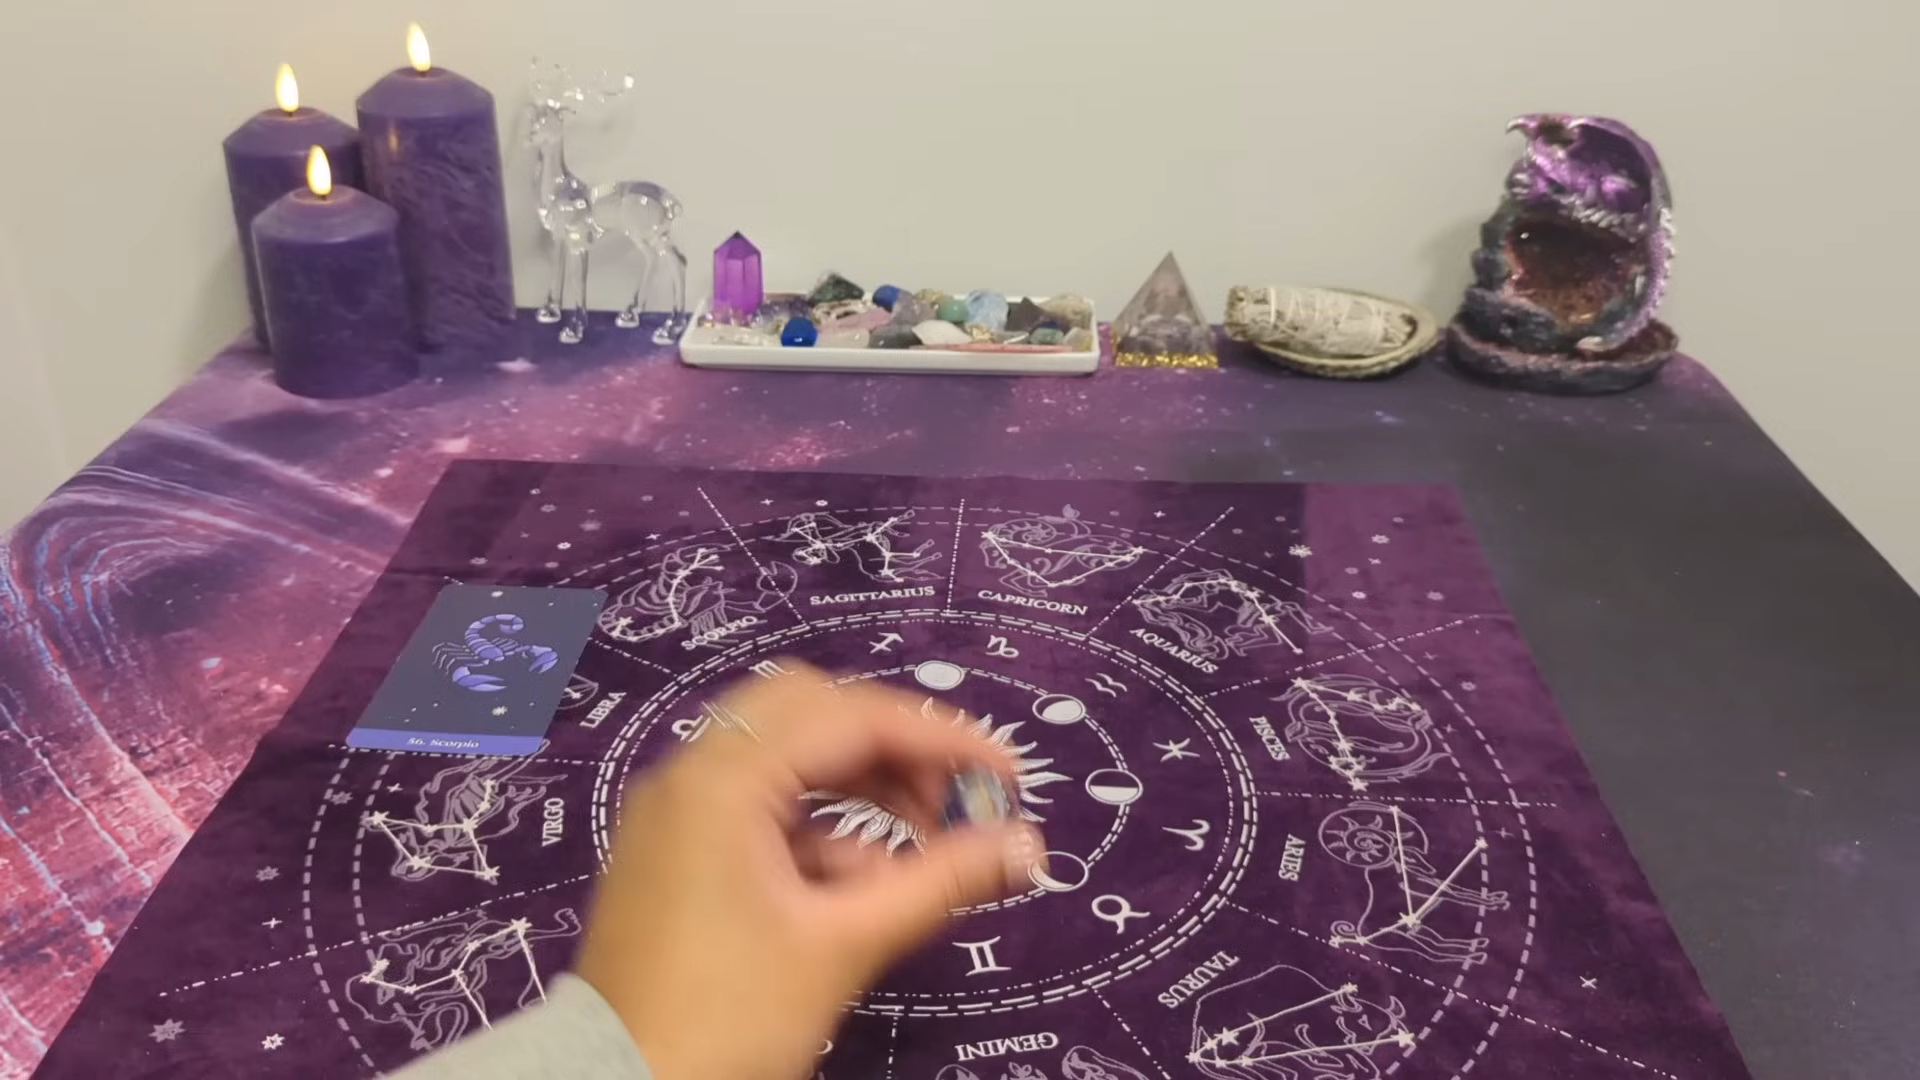 SAGITTARIUS
CAPRICORN
SCORPIO
AQUARIUS
LIBRA
PISCES
56. Scorpio
VIRGO
ARIES
TAURUS
GEMINI